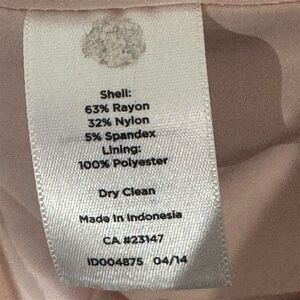 Shell:
63% Rayon
32% Nylon
5% Spandex
Lining:
100% Polyester
Dry Clean
Made in Indonesia
CA #23147
ID004875 04/14